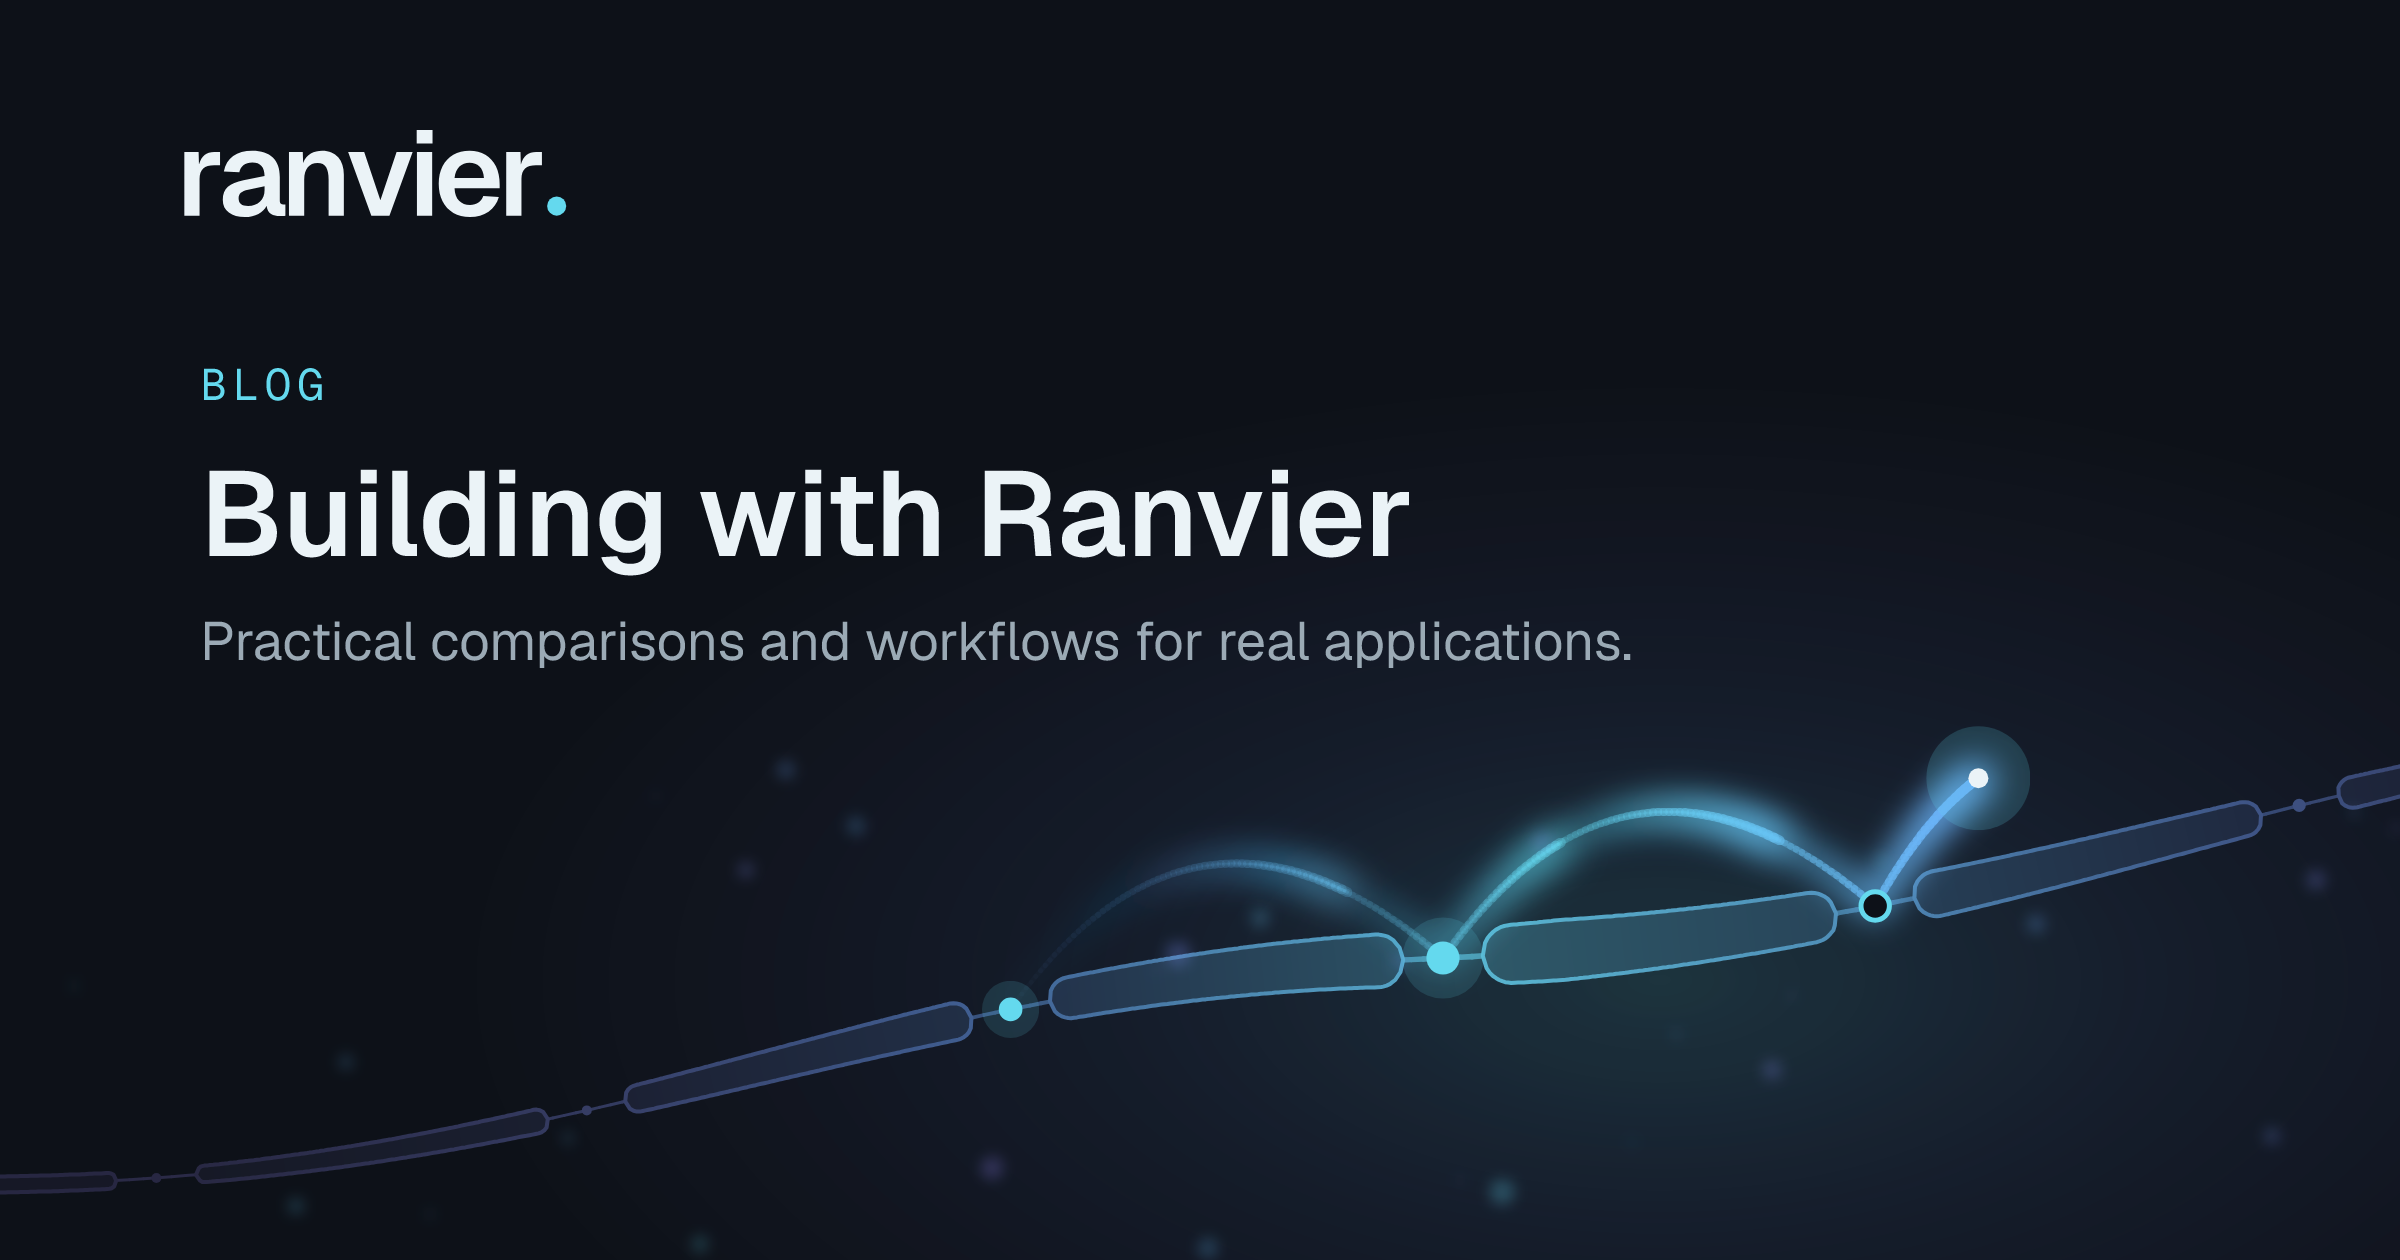 ranvier.
BLOG
Building with Ranvier
Practical comparisons and workflows for real applications.